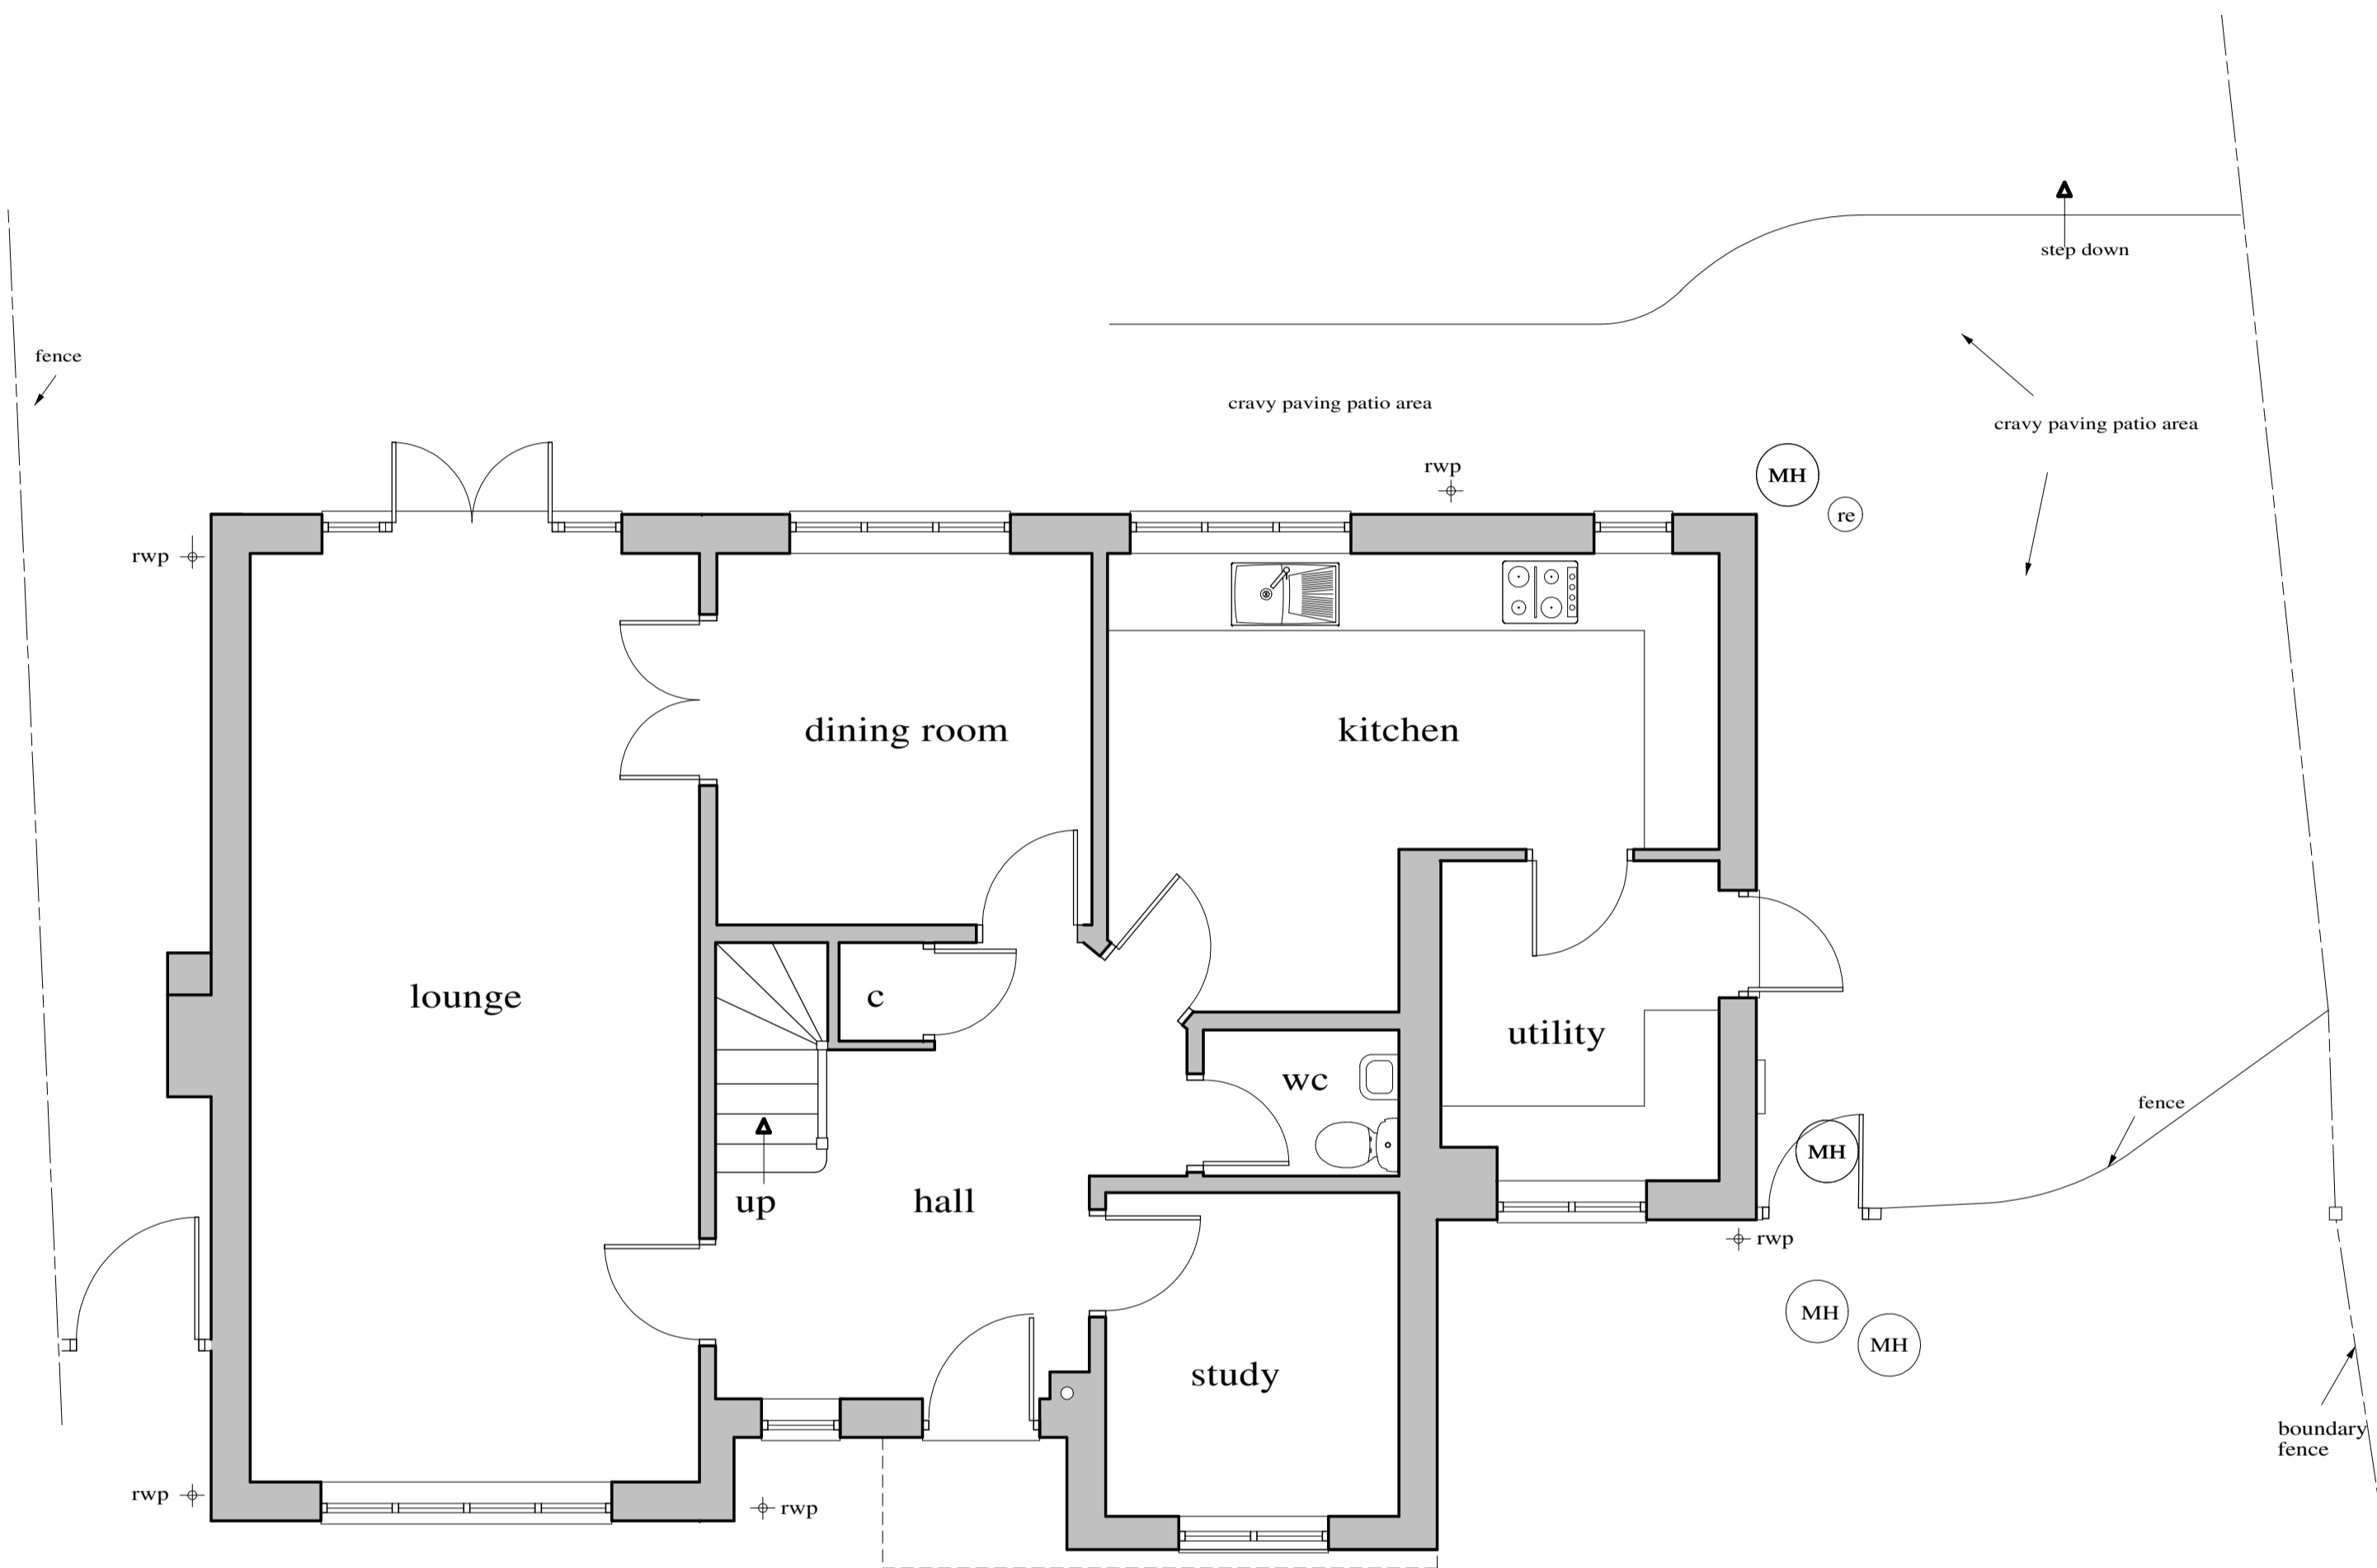 step down
fence
cravy paving patio area
cravy paving patio area
rwp
MH
re
rwp
dining room
kitchen
lounge
c
utility
wc
fence
MH
up
hall
rwp
MH
MH
study
boundary
fence
rwp
rwp